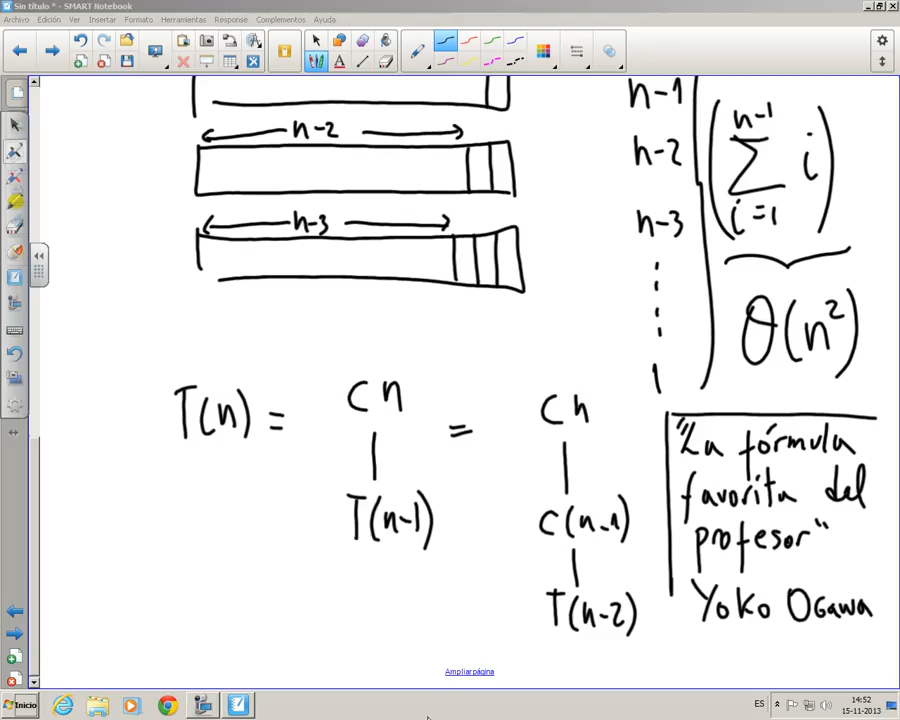 Sin título * - SMART Notebook
Archivo Edición Ver Insertar Formato Herramientas Response Complementos Ayuda
n-1
n-2
n-2
n-3
n-3
1
n-1
∑ i
i=1
Θ(n²)
T(n) = Cn = Cn
T(n-1) C(n-1)
T(n-2)
"La fórmula
favorita del
profesor"
Yoko Ogawa
Ampliar página
Inicio
ES
14:52
15-11-2013